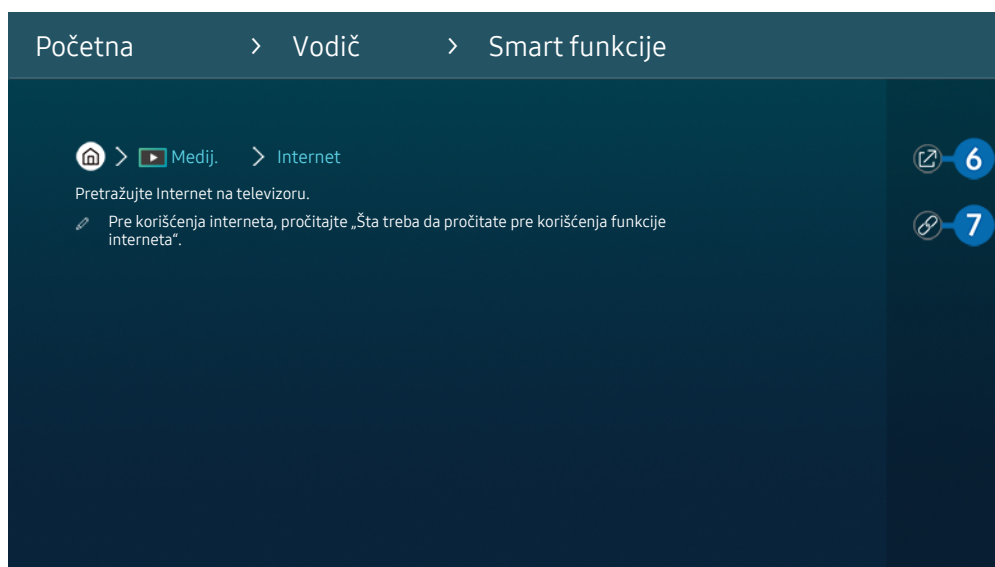 Početna > Vodič > Smart funkcije
> Medij. > Internet
6
Pretražujte Internet na televizoru.
Pre korišćenja interneta, pročitajte „Šta treba da pročitate pre korišćenja funkcije
interneta“.
7